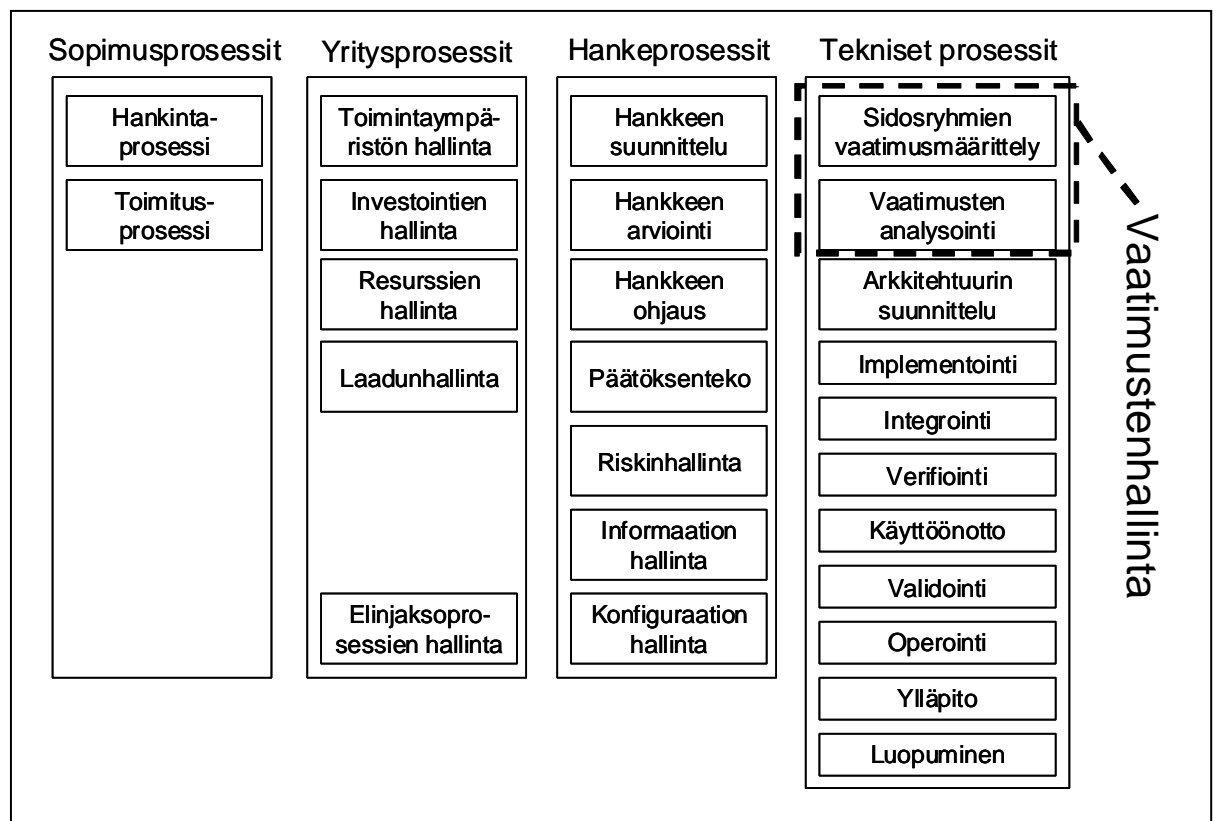 Sopimusprosessit
Hankinta-
prosessi
Toimitus-
prosessi
Yritysprosessit
Toimintaympä-
ristön hallinta
Investointien
hallinta
Resurssien
hallinta
Laadunhallinta
Elinjaksopro-
sessien hallinta
Hankeprosessit
Hankkeen
suunnittelu
Hankkeen
arviointi
Hankkeen
ohjaus
Päätöksenteko
Riskinhallinta
Informaation
hallinta
Konfiguraation
hallinta
Tekniset prosessit
Sidosryhmien
vaatimusmäärittely
Vaatimusten
analysointi
Arkkitehtuurin
suunnittelu
Implementointi
Integrointi
Verifiointi
Käyttöönotto
Validointi
Operointi
Ylläpito
Luopuminen
Vaatimustenhallinta